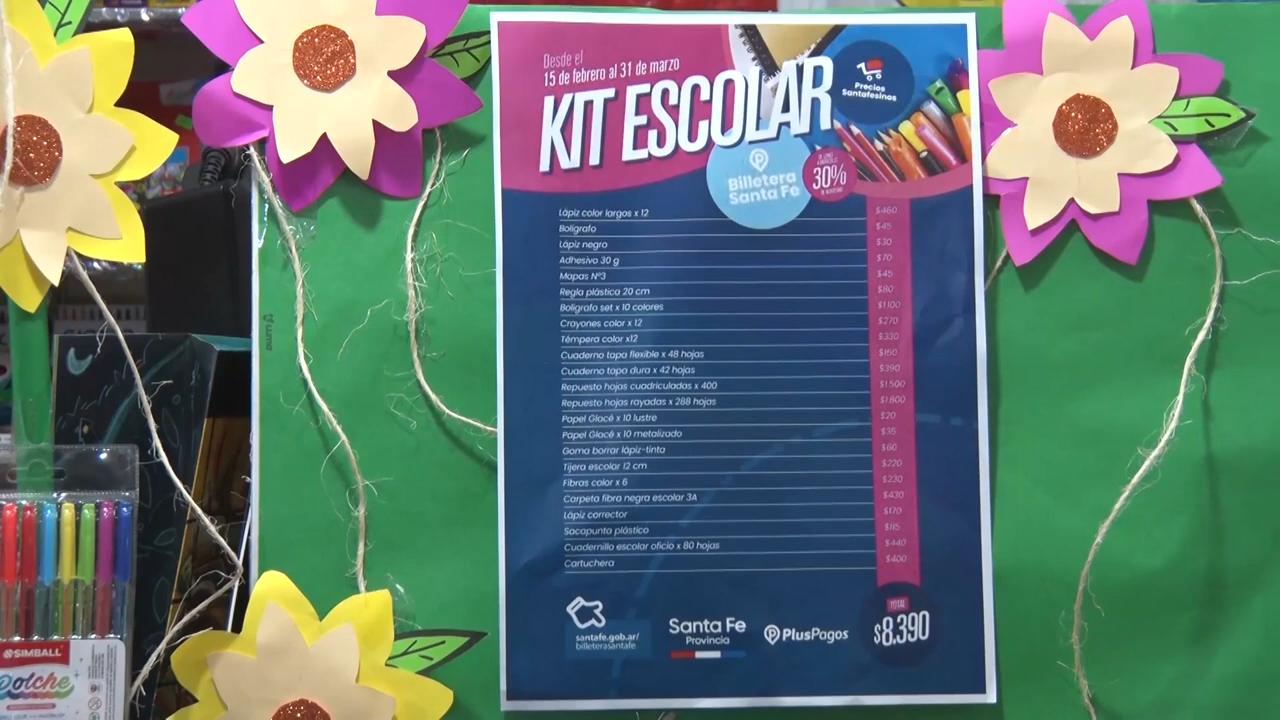 Desde el
15 de febrero al 31 de marzo
KIT ESCOLAR
Precios
Santafesinos
Billetera
Santa Fe
30%
Lápiz color largos x 12 $460
Bolígrafo $45
Lápiz negro $30
Adhesivo 30 g $70
Mapas N°3 $45
Regla plástica 20 cm $80
Bolígrafo set x 10 colores $1100
Crayones color x 12 $270
Témpera color x12 $330
Cuaderno tapa flexible x 48 hojas $160
Cuaderno tapa dura x 42 hojas $390
Repuesto hojas cuadriculadas x 400 $1500
Repuesto hojas rayadas x 288 hojas $1800
Papel Glacé x 10 lustre $20
Papel Glacé x 10 metalizado $35
Goma borrar lápiz-tinta $60
Tijera escolar 12 cm $220
Fibras color x 6 $230
Carpeta fibra negra escolar 3A $430
Lápiz corrector $170
Sacapunta plástico $115
Cuadernillo escolar oficio x 80 hojas $440
Cartuchera $400
TOTAL
$8.390
santafe.gob.ar/
billeterasantafe
Santa Fe
Provincia
PlusPagos
SIMBALL
Dolche